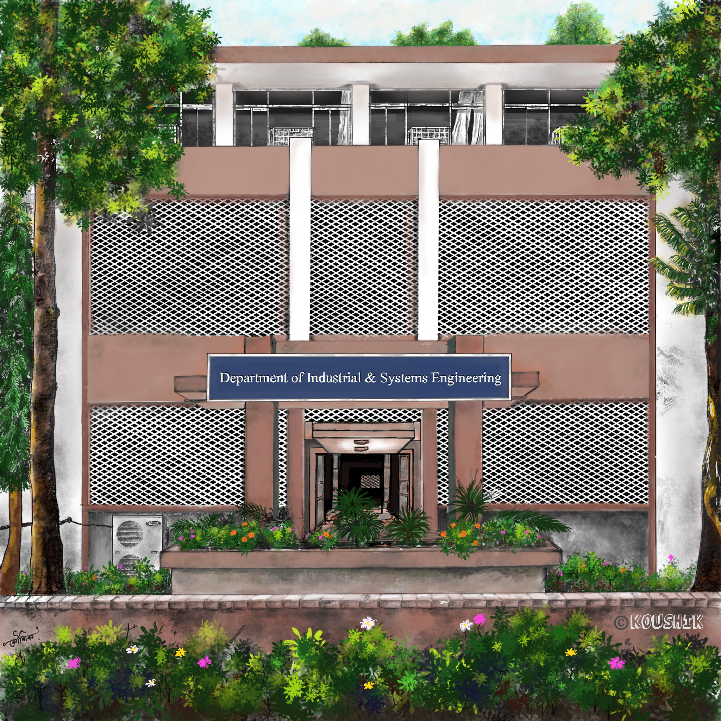 Department of Industrial & Systems Engineering
© KOUSHIK
কৌশিক